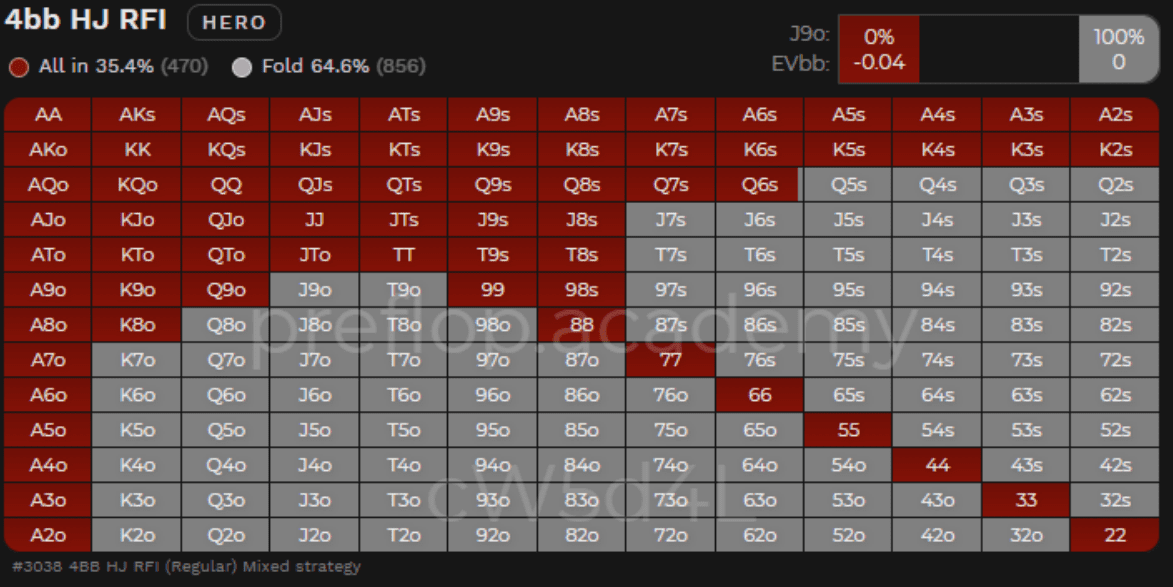 4bb HJ RFI HERO
J9o: 0% 100%
EVbb: -0.04 0
All in 35.4% (470) Fold 64.6% (856)
AA AKs AQs AJs ATs A9s A8s A7s A6s A5s A4s A3s A2s
AKo KK KQs KJs KTs K9s K8s K7s K6s K5s K4s K3s K2s
AQo KQo QQ QJs QTs Q9s Q8s Q7s Q6s Q5s Q4s Q3s Q2s
AJo KJo QJo JJ JTs J9s J8s J7s J6s J5s J4s J3s J2s
ATo KTo QTo JTo TT T9s T8s T7s T6s T5s T4s T3s T2s
A9o K9o Q9o J9o T9o 99 98s 97s 96s 95s 94s 93s 92s
A8o K8o Q8o J8o T8o 98o 88 87s 86s 85s 84s 83s 82s
preflop.academy
A7o K7o Q7o J7o T7o 97o 87o 77 76s 75s 74s 73s 72s
A6o K6o Q6o J6o T6o 96o 86o 76o 66 65s 64s 63s 62s
A5o K5o Q5o J5o T5o 95o 85o 75o 65o 55 54s 53s 52s
A4o K4o Q4o J4o T4o 94o 84o 74o 64o 54o 44 43s 42s
cW5d4L
A3o K3o Q3o J3o T3o 93o 83o 73o 63o 53o 43o 33 32s
A2o K2o Q2o J2o T2o 92o 82o 72o 62o 52o 42o 32o 22
#3038 4BB HJ RFI (Regular) Mixed strategy